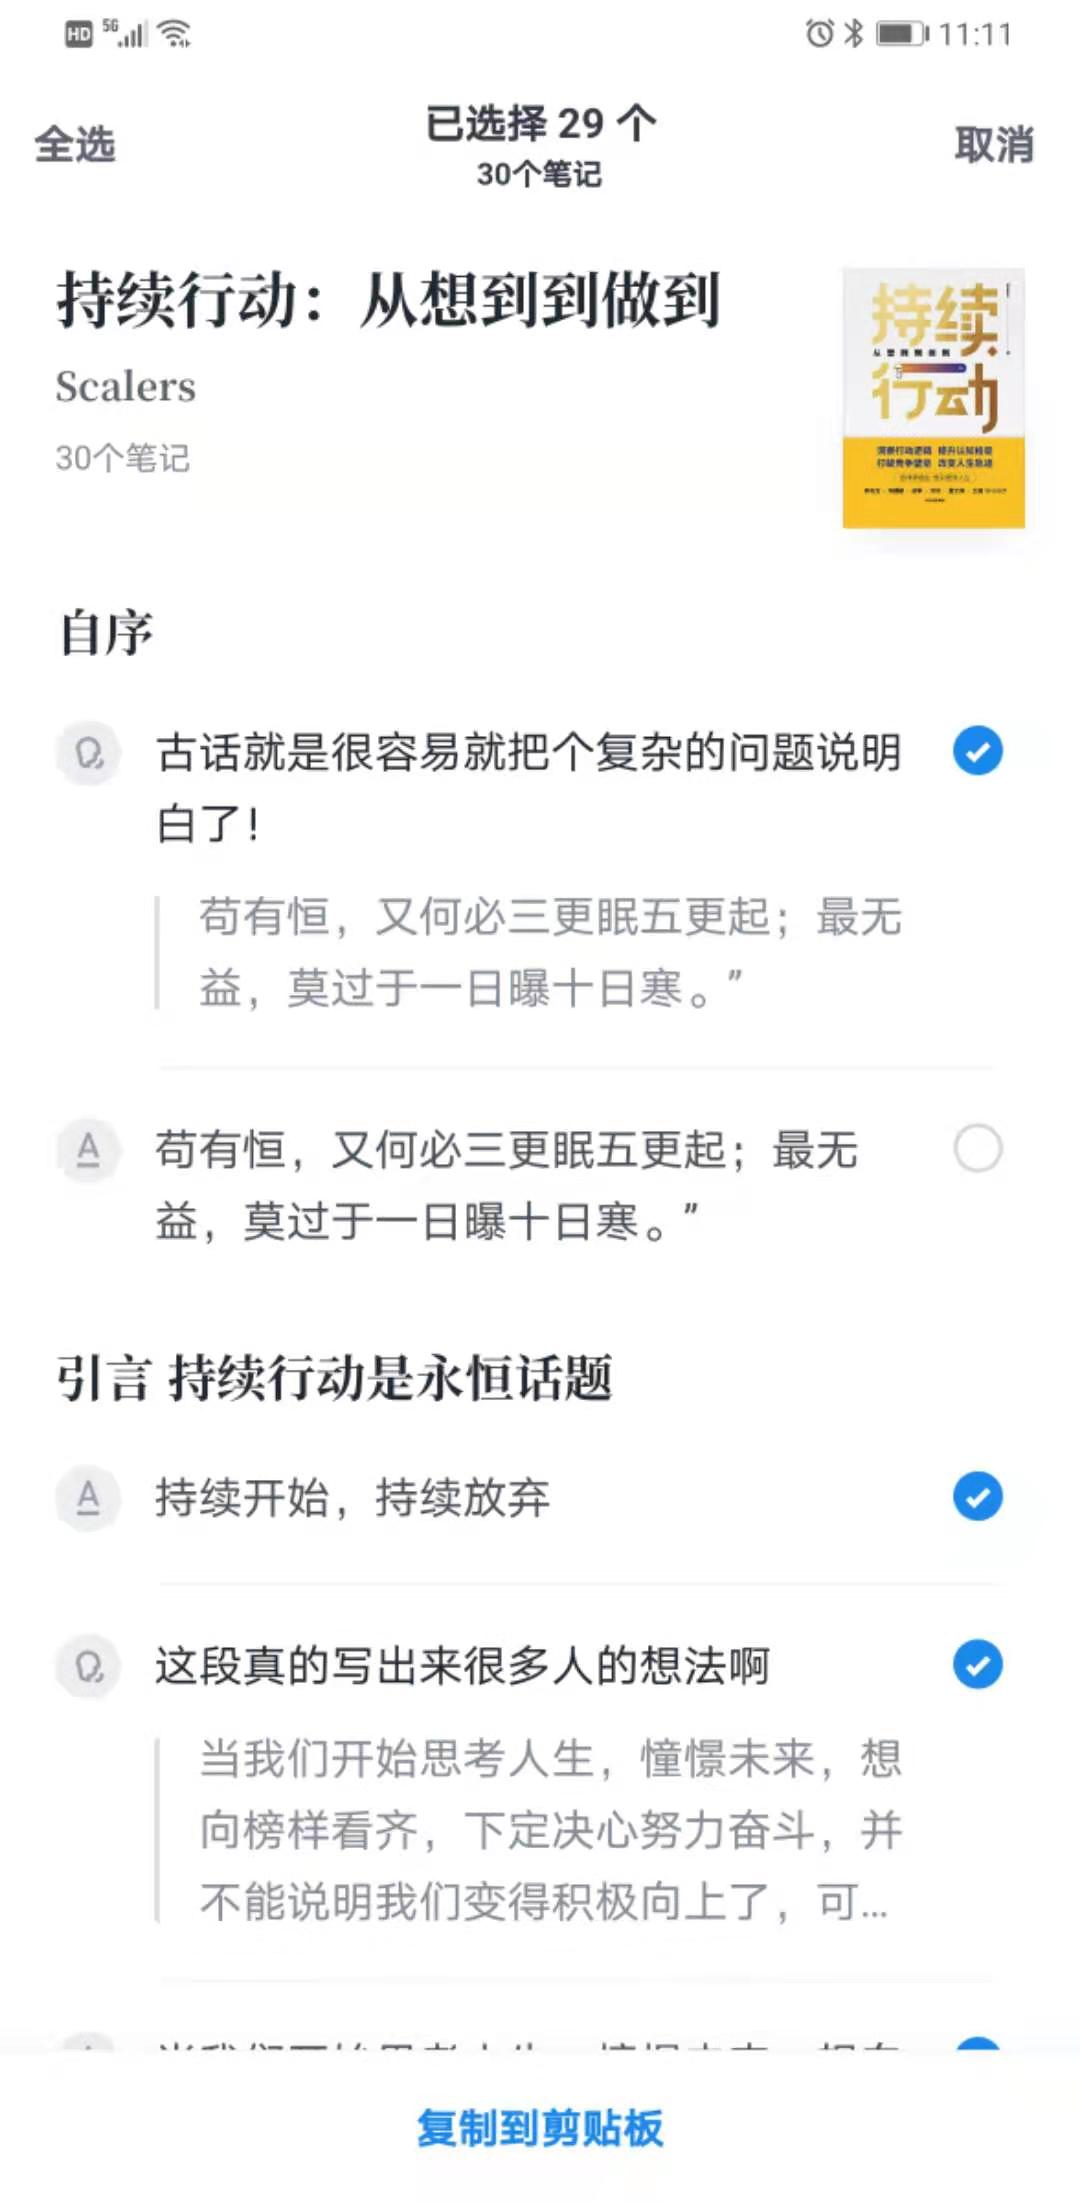 HD 5G 11:11
全选
已选择 29 个
取消
30个笔记
持续行动：从想到到做到
Scalers
30个笔记
持续
从想到到做到
行动
自序
古话就是很容易就把个复杂的问题说明
白了！
苟有恒，又何必三更眠五更起；最无
益，莫过于一日曝十日寒。”
苟有恒，又何必三更眠五更起；最无
益，莫过于一日曝十日寒。”
引言 持续行动是永恒话题
持续开始，持续放弃
这段真的写出来很多人的想法啊
当我们开始思考人生，憧憬未来，想
向榜样看齐，下定决心努力奋斗，并
不能说明我们变得积极向上了，可...
复制到剪贴板